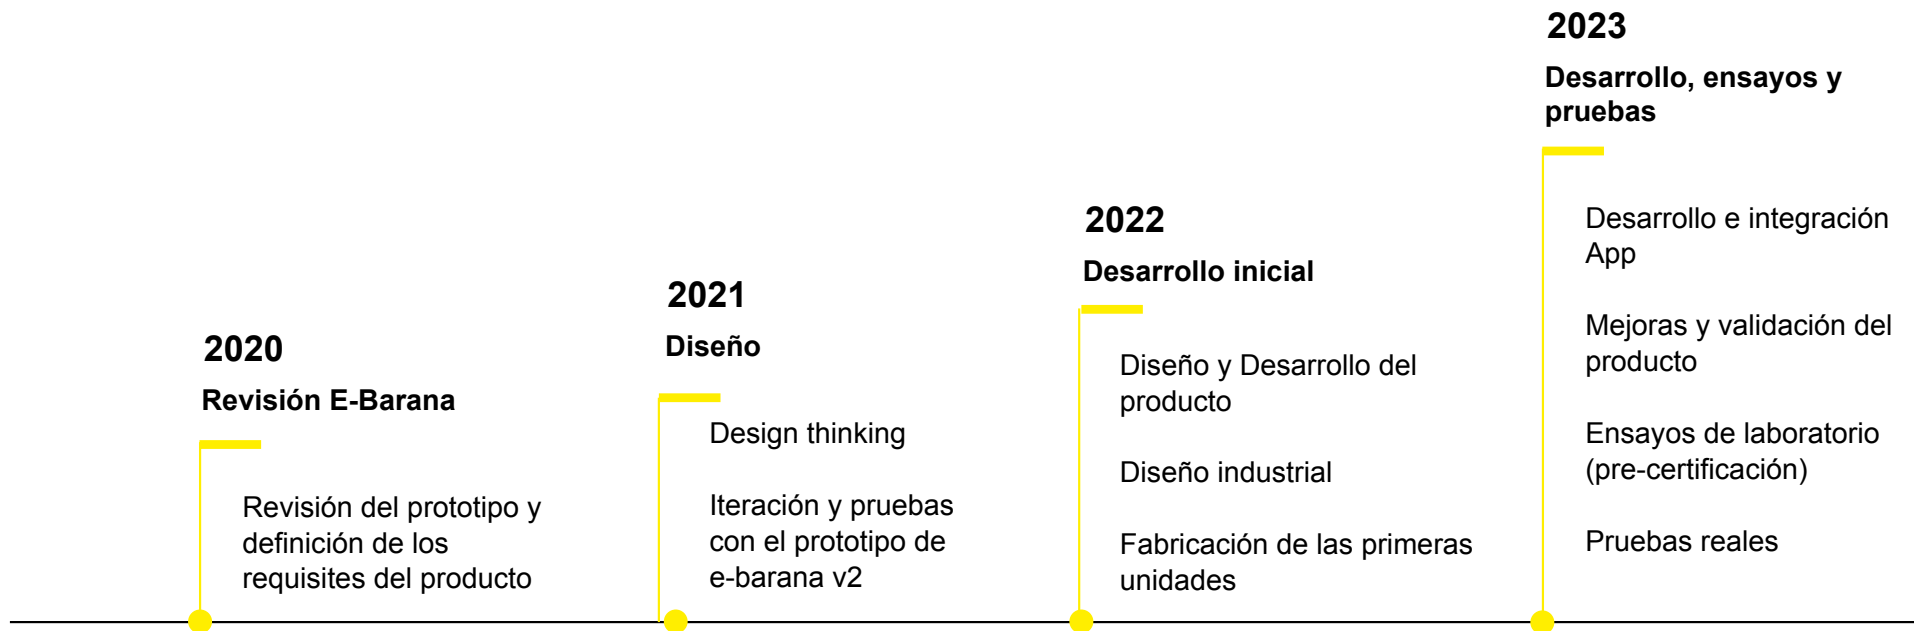 2020
Revisión E-Barana
Revisión del prototipo y
definición de los
requisites del producto
2021
Diseño
Design thinking
Iteración y pruebas
con el prototipo de
e-barana v2
2022
Desarrollo inicial
Diseño y Desarrollo del
producto
Diseño industrial
Fabricación de las primeras
unidades
2023
Desarrollo, ensayos y
pruebas
Desarrollo e integración
App
Mejoras y validación del
producto
Ensayos de laboratorio
(pre-certificación)
Pruebas reales